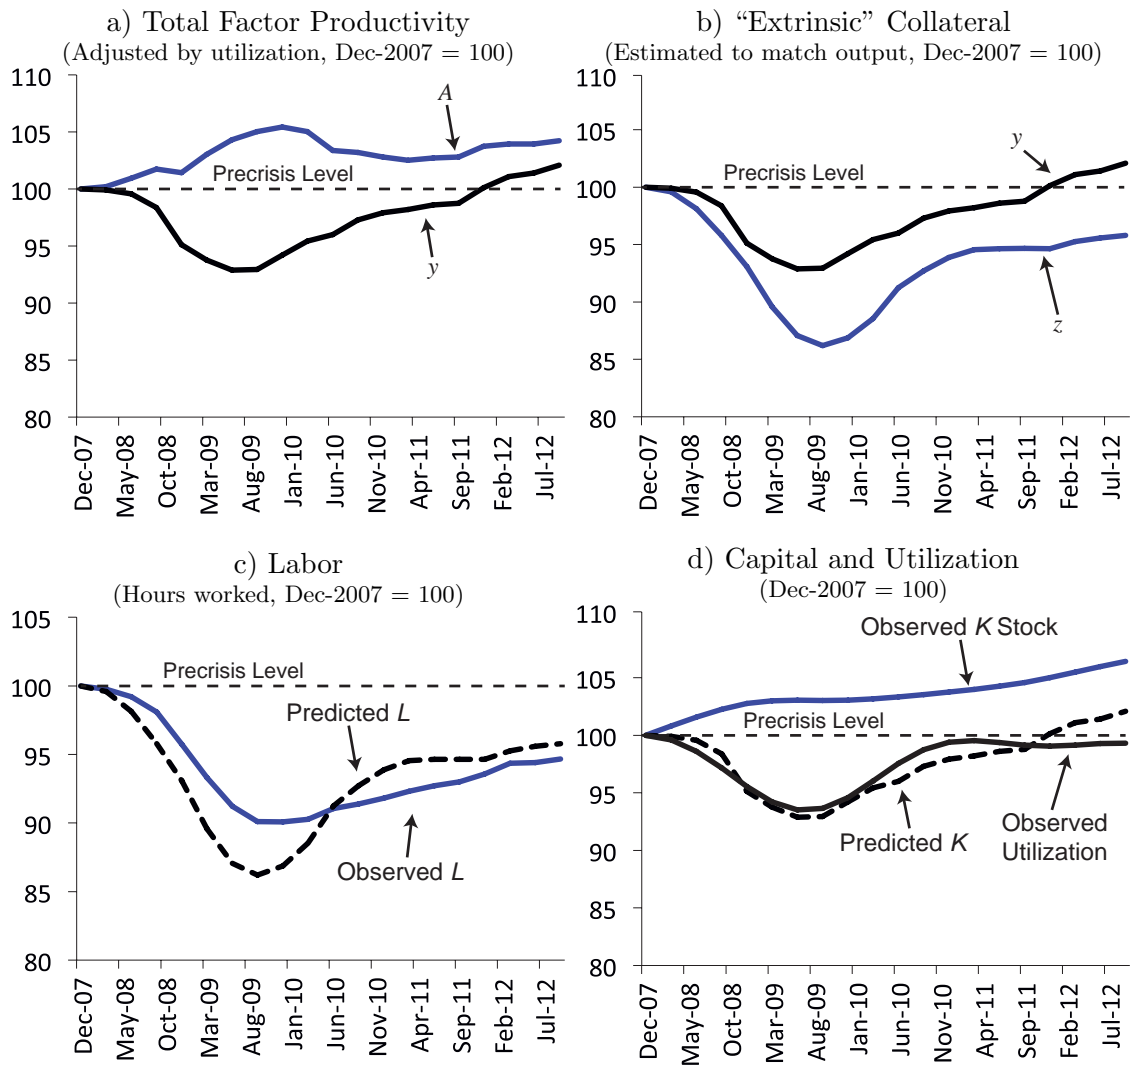 a) Total Factor Productivity
(Adjusted by utilization, Dec-2007 = 100)
110
105
100
95
90
85
80
A
Precrisis Level
y
Dec-07
May-08
Oct-08
Mar-09
Aug-09
Jan-10
Jun-10
Nov-10
Apr-11
Sep-11
Feb-12
Jul-12
b) “Extrinsic” Collateral
(Estimated to match output, Dec-2007 = 100)
110
105
100
95
90
85
80
y
Precrisis Level
z
Dec-07
May-08
Oct-08
Mar-09
Aug-09
Jan-10
Jun-10
Nov-10
Apr-11
Sep-11
Feb-12
Jul-12
c) Labor
(Hours worked, Dec-2007 = 100)
105
100
95
90
85
80
Precrisis Level
Predicted L
Observed L
Dec-07
May-08
Oct-08
Mar-09
Aug-09
Jan-10
Jun-10
Nov-10
Apr-11
Sep-11
Feb-12
Jul-12
d) Capital and Utilization
(Dec-2007 = 100)
110
105
100
95
90
85
80
Observed K Stock
Precrisis Level
Predicted K
Observed
Utilization
Dec-07
May-08
Oct-08
Mar-09
Aug-09
Jan-10
Jun-10
Nov-10
Apr-11
Sep-11
Feb-12
Jul-12